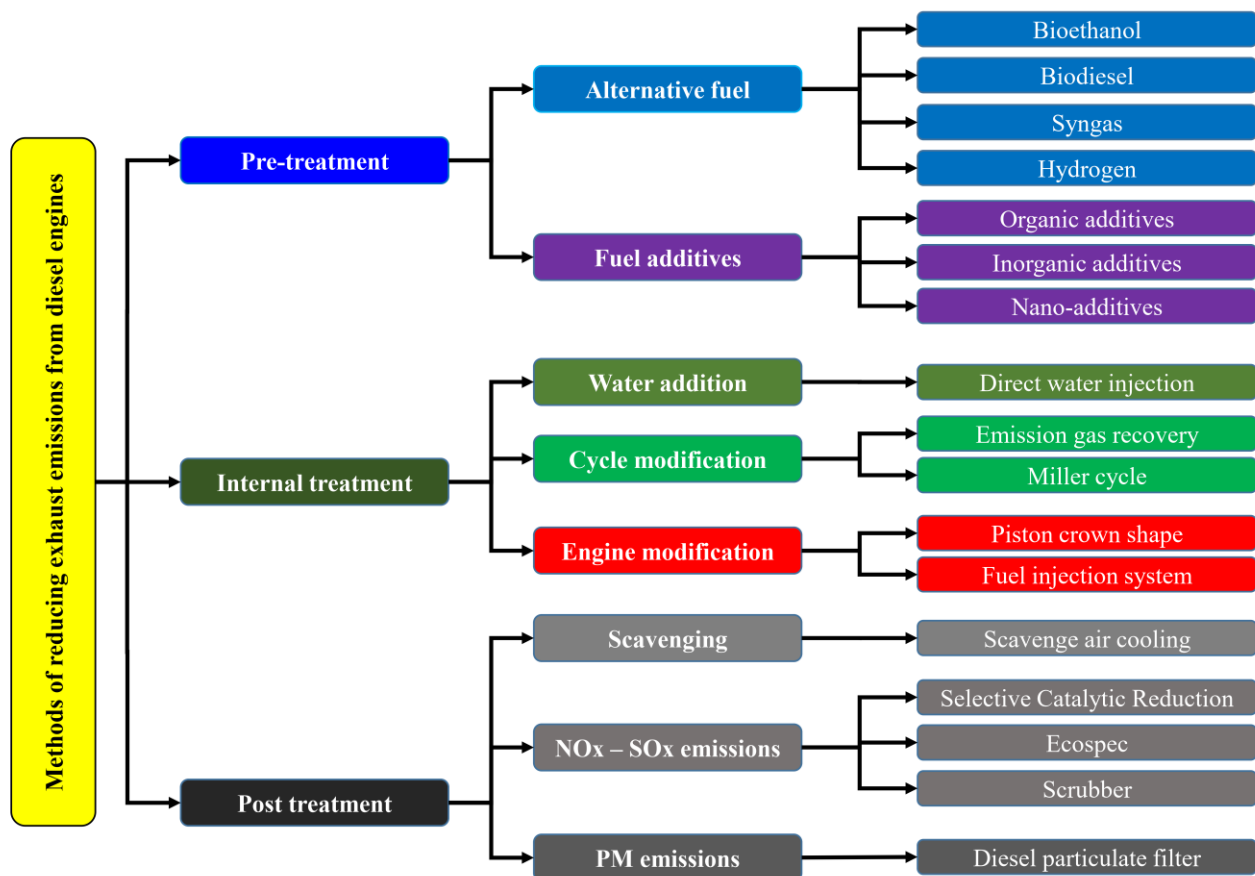 Methods of reducing exhaust emissions from diesel engines
Pre-treatment
Alternative fuel
Bioethanol
Biodiesel
Syngas
Hydrogen
Fuel additives
Organic additives
Inorganic additives
Nano-additives
Internal treatment
Water addition
Direct water injection
Cycle modification
Emission gas recovery
Miller cycle
Engine modification
Piston crown shape
Fuel injection system
Post treatment
Scavenging
Scavenge air cooling
NOx – SOx emissions
Selective Catalytic Reduction
Ecospec
Scrubber
PM emissions
Diesel particulate filter